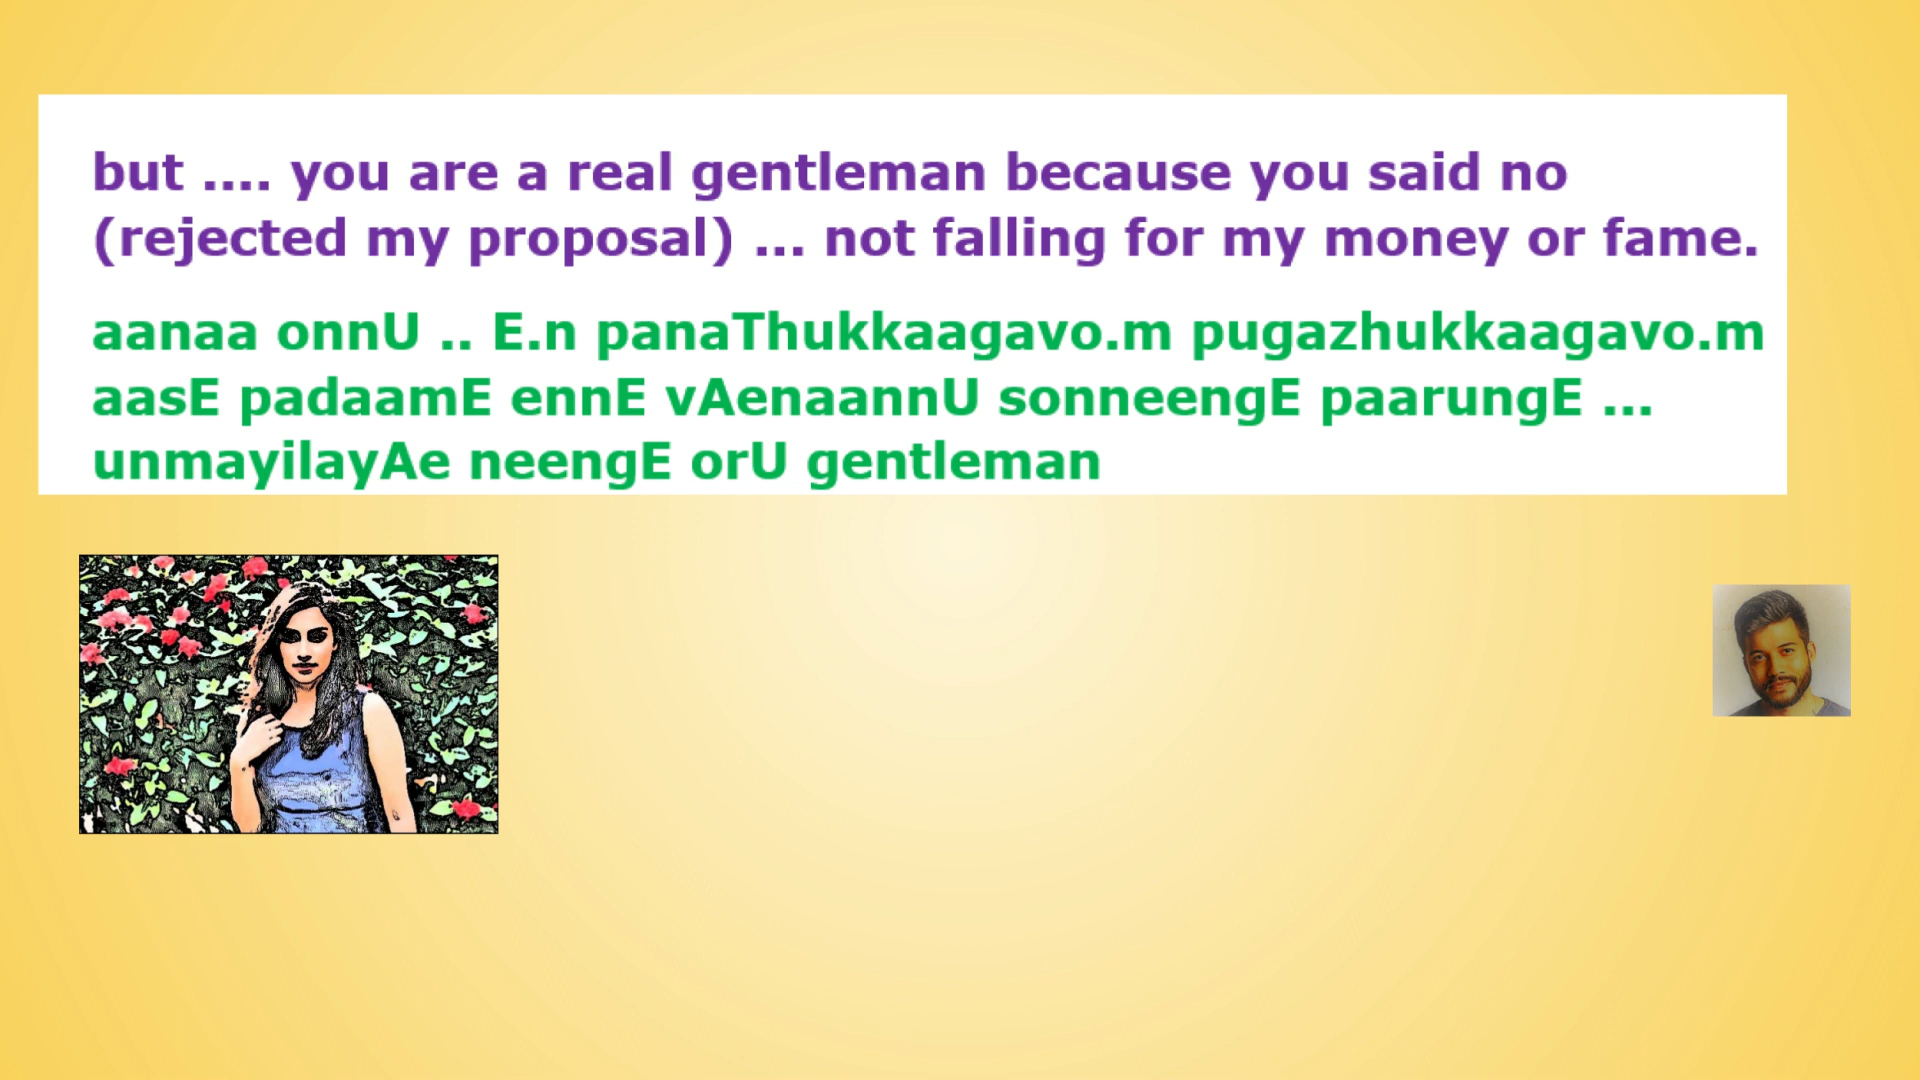 but .... you are a real gentleman because you said no
(rejected my proposal) ... not falling for my money or fame.
aanaa onnU .. E.n panaThukkaagavo.m pugazhukkaagavo.m
aasE padaamE ennE vAenaannU sonneengE paarungE ...
unmayilayAe neengE orU gentleman